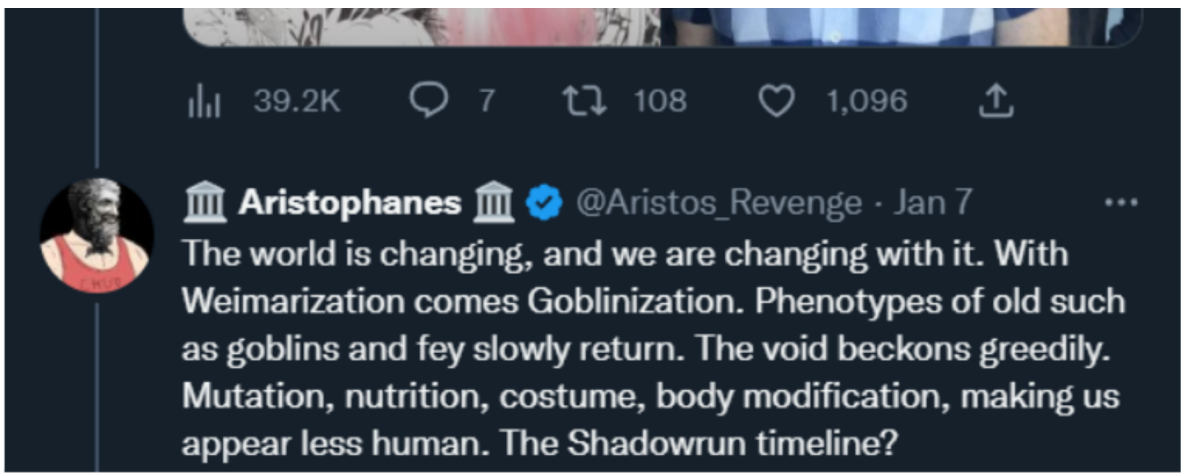 39.2K 7 108 1,096
🏛 Aristophanes 🏛 @Aristos_Revenge · Jan 7
The world is changing, and we are changing with it. With
Weimarization comes Goblinization. Phenotypes of old such
as goblins and fey slowly return. The void beckons greedily.
Mutation, nutrition, costume, body modification, making us
appear less human. The Shadowrun timeline?
CHUD